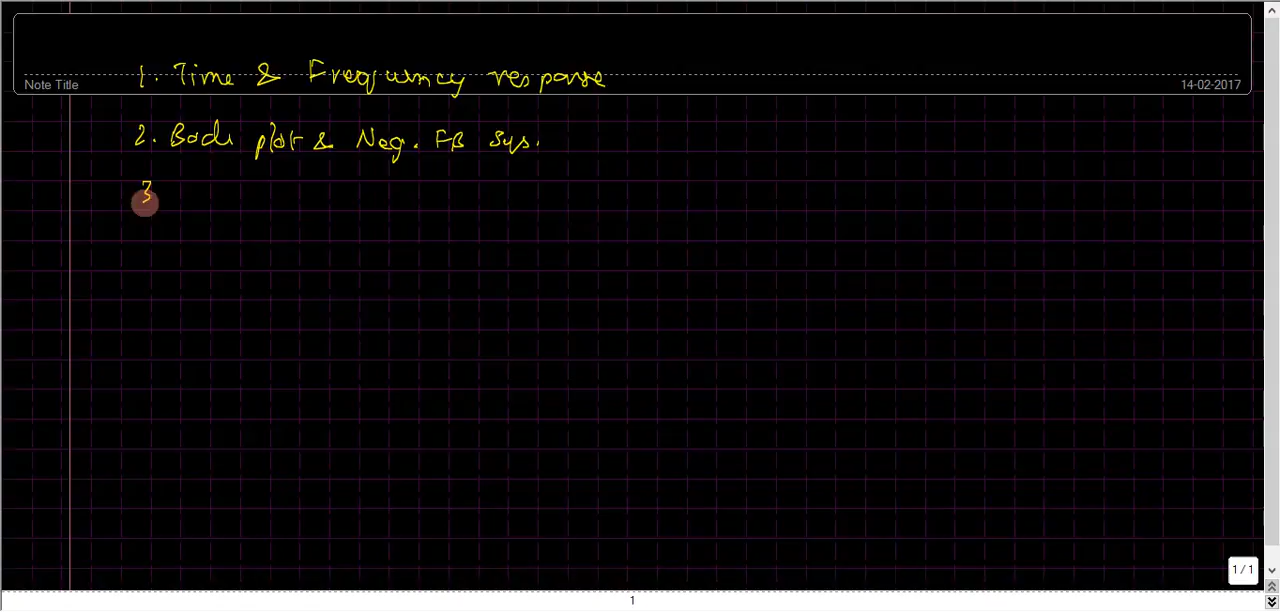 1. Time & Frequency response
Note Title
14-02-2017
2. Bode plot & Neg. FB Sys.
3
1/1
1